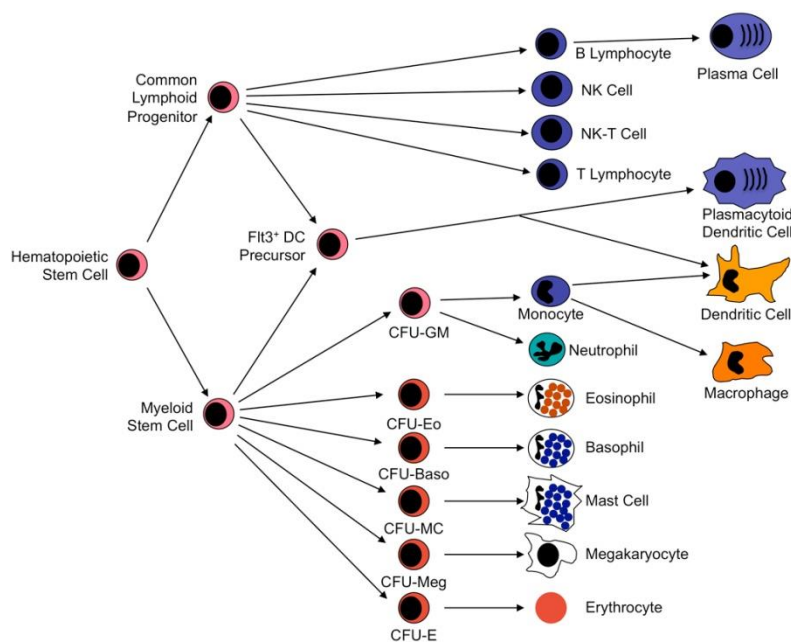 B Lymphocyte
Plasma Cell
Common
Lymphoid
Progenitor
NK Cell
NK-T Cell
T Lymphocyte
Plasmacytoid
Dendritic Cell
Flt3⁺ DC
Precursor
Hematopoietic
Stem Cell
CFU-GM
Monocyte
Dendritic Cell
Neutrophil
Macrophage
Myeloid
Stem Cell
CFU-Eo
Eosinophil
CFU-Baso
Basophil
CFU-MC
Mast Cell
CFU-Meg
Megakaryocyte
CFU-E
Erythrocyte